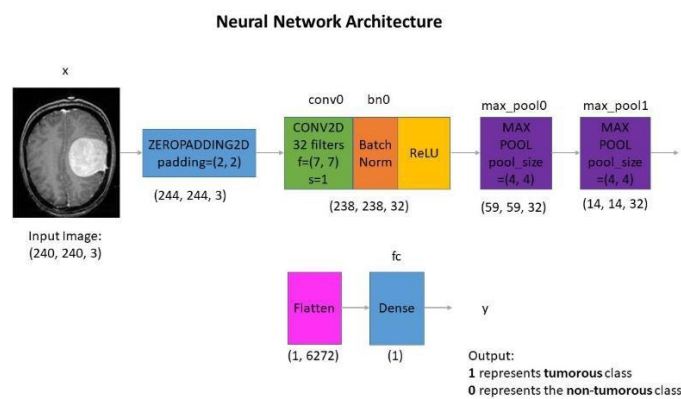 Neural Network Architecture
x
conv0 bn0 max_pool0 max_pool1
ZEROPADDING2D
padding=(2, 2)
CONV2D
32 filters
f=(7, 7)
s=1
Batch
Norm
ReLU
MAX
POOL
pool_size
=(4, 4)
MAX
POOL
pool_size
=(4, 4)
(244, 244, 3)
(238, 238, 32)
(59, 59, 32)
(14, 14, 32)
Input image:
(240, 240, 3)
fc
Flatten
Dense
y
(1, 6272)
(1)
Output:
1 represents tumorous class
0 represents the non-tumorous class